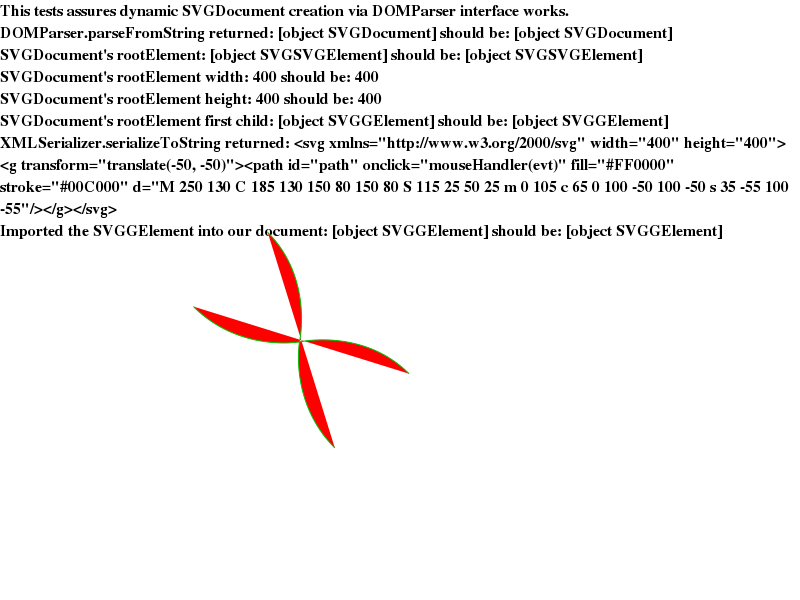 This tests assures dynamic SVGDocument creation via DOMParser interface works.
DOMParser.parseFromString returned: [object SVGDocument] should be: [object SVGDocument]
SVGDocument's rootElement: [object SVGSVGElement] should be: [object SVGSVGElement]
SVGDocument's rootElement width: 400 should be: 400
SVGDocument's rootElement height: 400 should be: 400
SVGDocument's rootElement first child: [object SVGGElement] should be: [object SVGGElement]
XMLSerializer.serializeToString returned: <svg xmlns="http://www.w3.org/2000/svg" width="400" height="400">
<g transform="translate(-50, -50)"><path id="path" onclick="mouseHandler(evt)" fill="#FF0000"
stroke="#00C000" d="M 250 130 C 185 130 150 80 150 80 S 115 25 50 25 m 0 105 c 65 0 100 -50 100 -50 s 35 -55 100
-55"/></g></svg>
Imported the SVGGElement into our document: [object SVGGElement] should be: [object SVGGElement]